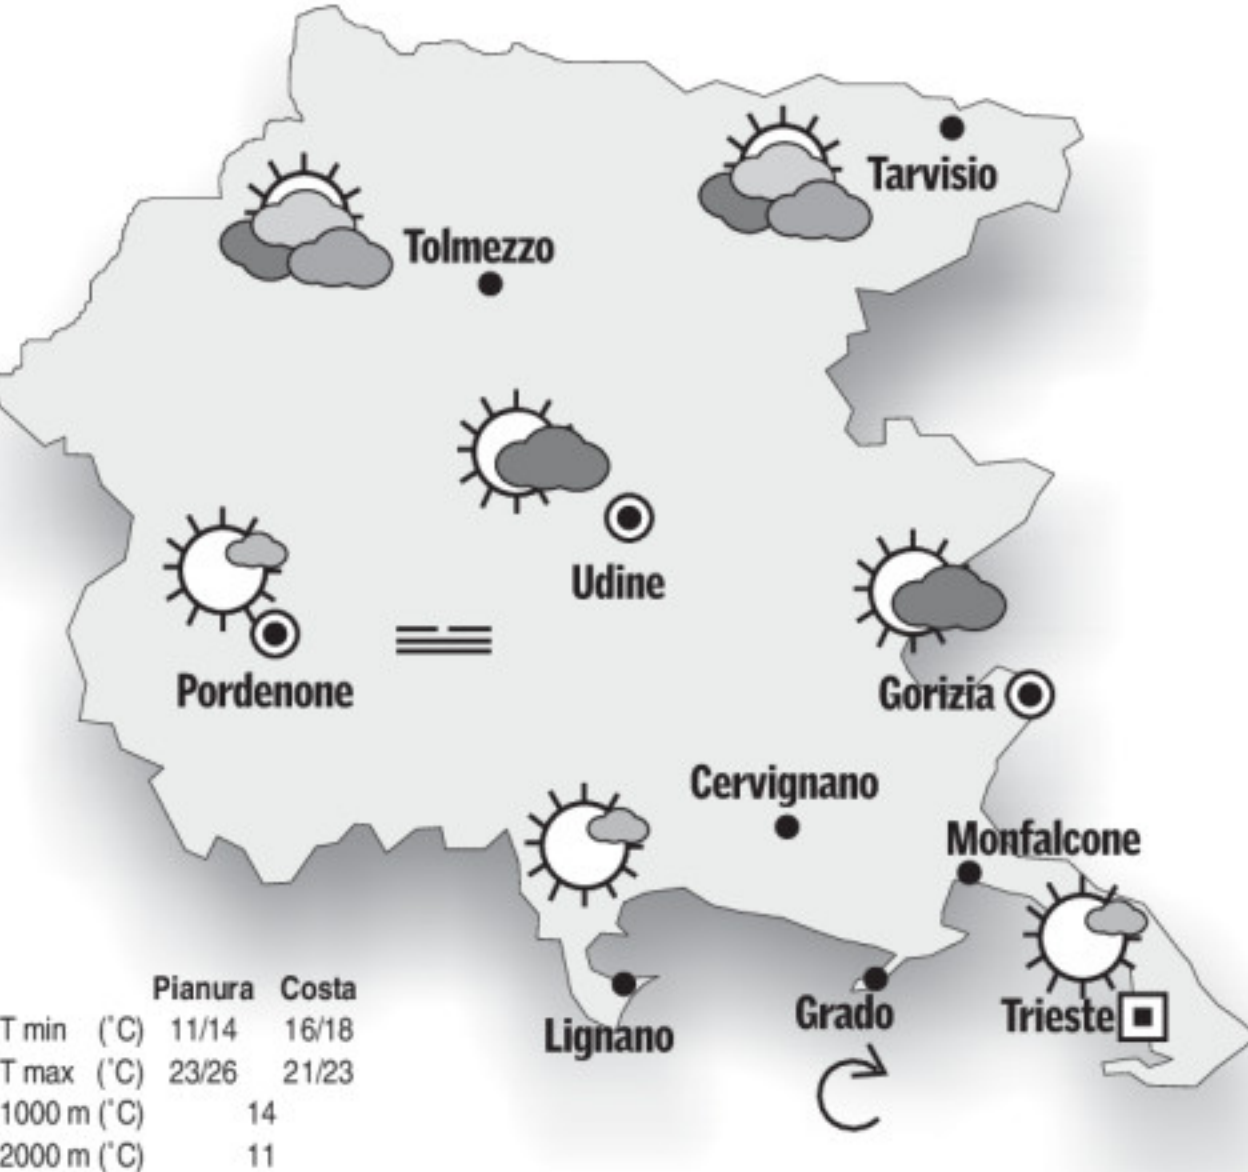 Tarvisio
Tolmezzo
Udine
Pordenone
Gorizia
Cervignano
Monfalcone
Pianura Costa
Grado
Trieste
T min (°C) 11/14 16/18
Lignano
T max (°C) 23/26 21/23
1000 m (°C) 14
2000 m (°C) 11